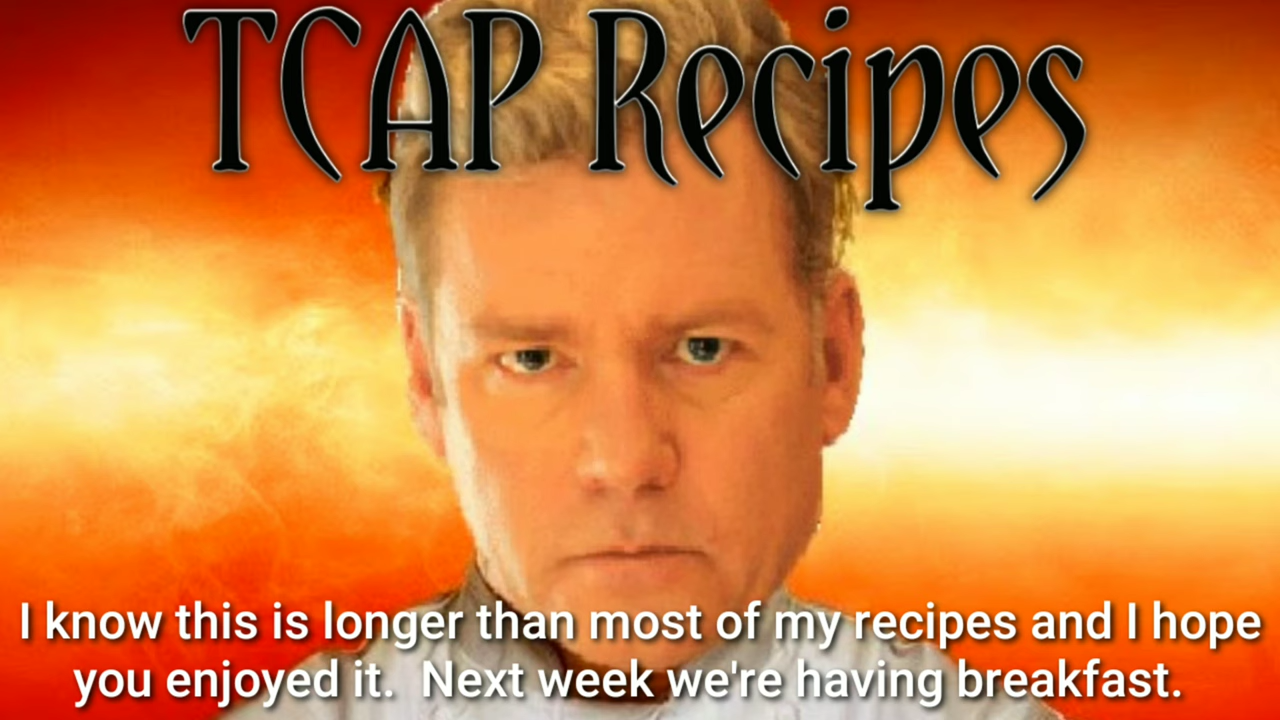 TCAP Recipes
I know this is longer than most of my recipes and I hope
you enjoyed it.  Next week we're having breakfast.